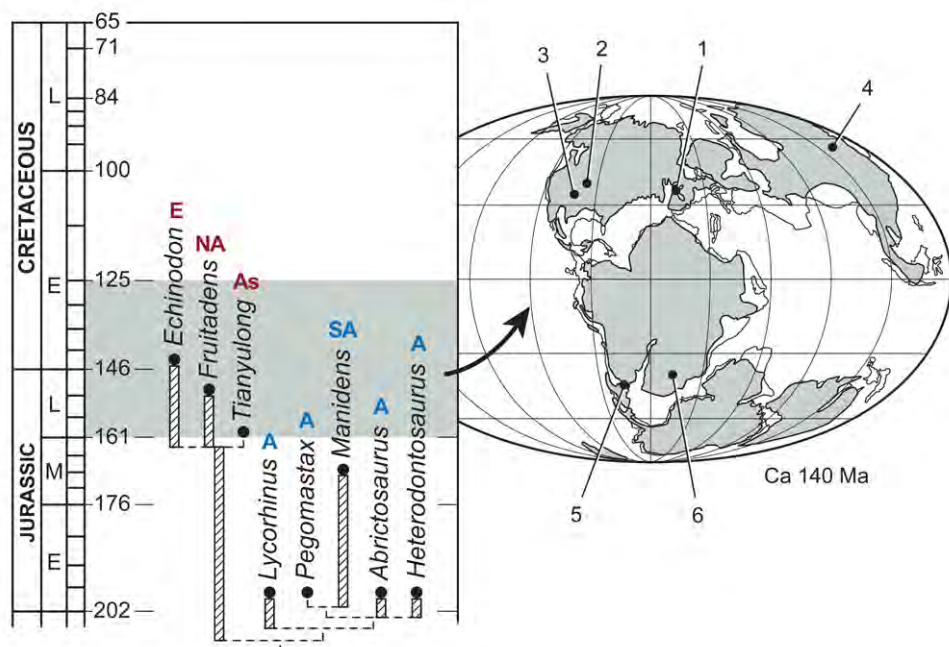 CRETACEOUS
JURASSIC
L
E
L
M
E
65
71
84
100
125
146
161
176
202
Echinodon E
Fruitadens NA
Tianyulong As
Lycorhinus A
Pegomastax A
Manidens SA
Abrictosaurus A
Heterodontosaurus A
3
2
1
4
5
6
Ca 140 Ma